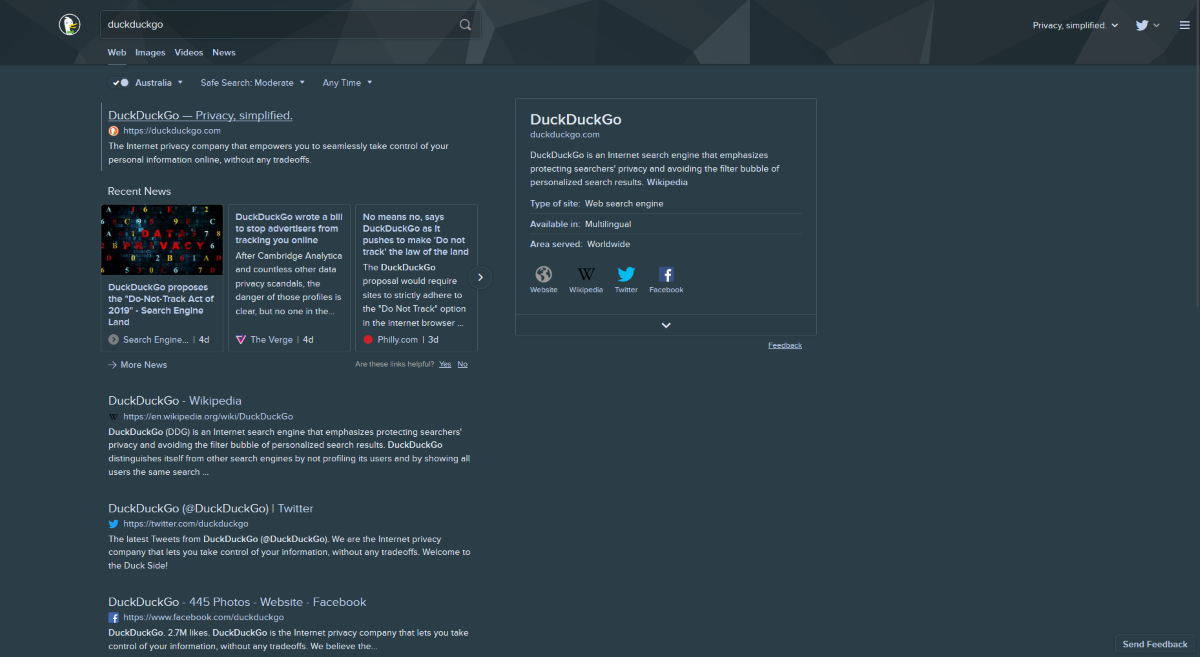 duckduckgo
Privacy, simplified.
Web Images Videos News
Australia Safe Search: Moderate Any Time
DuckDuckGo — Privacy, simplified.
https://duckduckgo.com
The Internet privacy company that empowers you to seamlessly take control of your
personal information online, without any tradeoffs.
Recent News
DATA
PRIVACY
DuckDuckGo proposes
the "Do-Not-Track Act of
2019" - Search Engine
Land
Search Engine... | 4d
DuckDuckGo wrote a bill
to stop advertisers from
tracking you online
After Cambridge Analytica
and countless other data
privacy scandals, the
danger of those profiles is
clear, but no one in the...
The Verge | 4d
No means no, says
DuckDuckGo as it
pushes to make 'Do not
track' the law of the land
The DuckDuckGo
proposal would require
sites to strictly adhere to
the "Do Not Track" option
in the internet browser ...
Philly.com | 3d
More News
Are these links helpful? Yes No
DuckDuckGo - Wikipedia
W https://en.wikipedia.org/wiki/DuckDuckGo
DuckDuckGo (DDG) is an Internet search engine that emphasizes protecting searchers'
privacy and avoiding the filter bubble of personalized search results. DuckDuckGo
distinguishes itself from other search engines by not profiling its users and by showing all
users the same search ...
DuckDuckGo (@DuckDuckGo) | Twitter
https://twitter.com/duckduckgo
The latest Tweets from DuckDuckGo (@DuckDuckGo). We are the Internet privacy
company that lets you take control of your information, without any tradeoffs. Welcome to
the Duck Side!
DuckDuckGo - 445 Photos - Website - Facebook
f https://www.facebook.com/duckduckgo
DuckDuckGo. 2.7M likes. DuckDuckGo is the Internet privacy company that lets you take
control of your information, without any tradeoffs. We believe the...
DuckDuckGo
duckduckgo.com
DuckDuckGo is an Internet search engine that emphasizes
protecting searchers' privacy and avoiding the filter bubble of
personalized search results. Wikipedia
Type of site: Web search engine
Available in: Multilingual
Area served: Worldwide
W f
Website Wikipedia Twitter Facebook
Feedback
Send Feedback